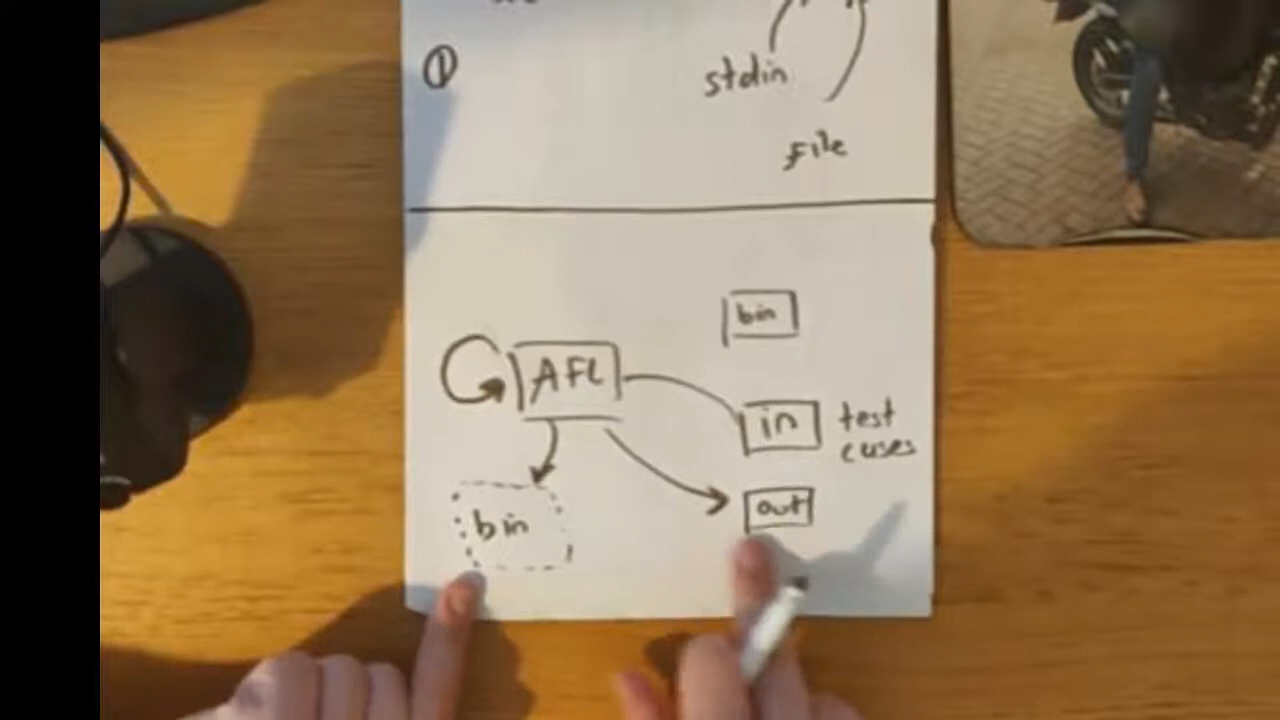 ①
stdin
file
bin
AFL
in
test
cases
out
bin